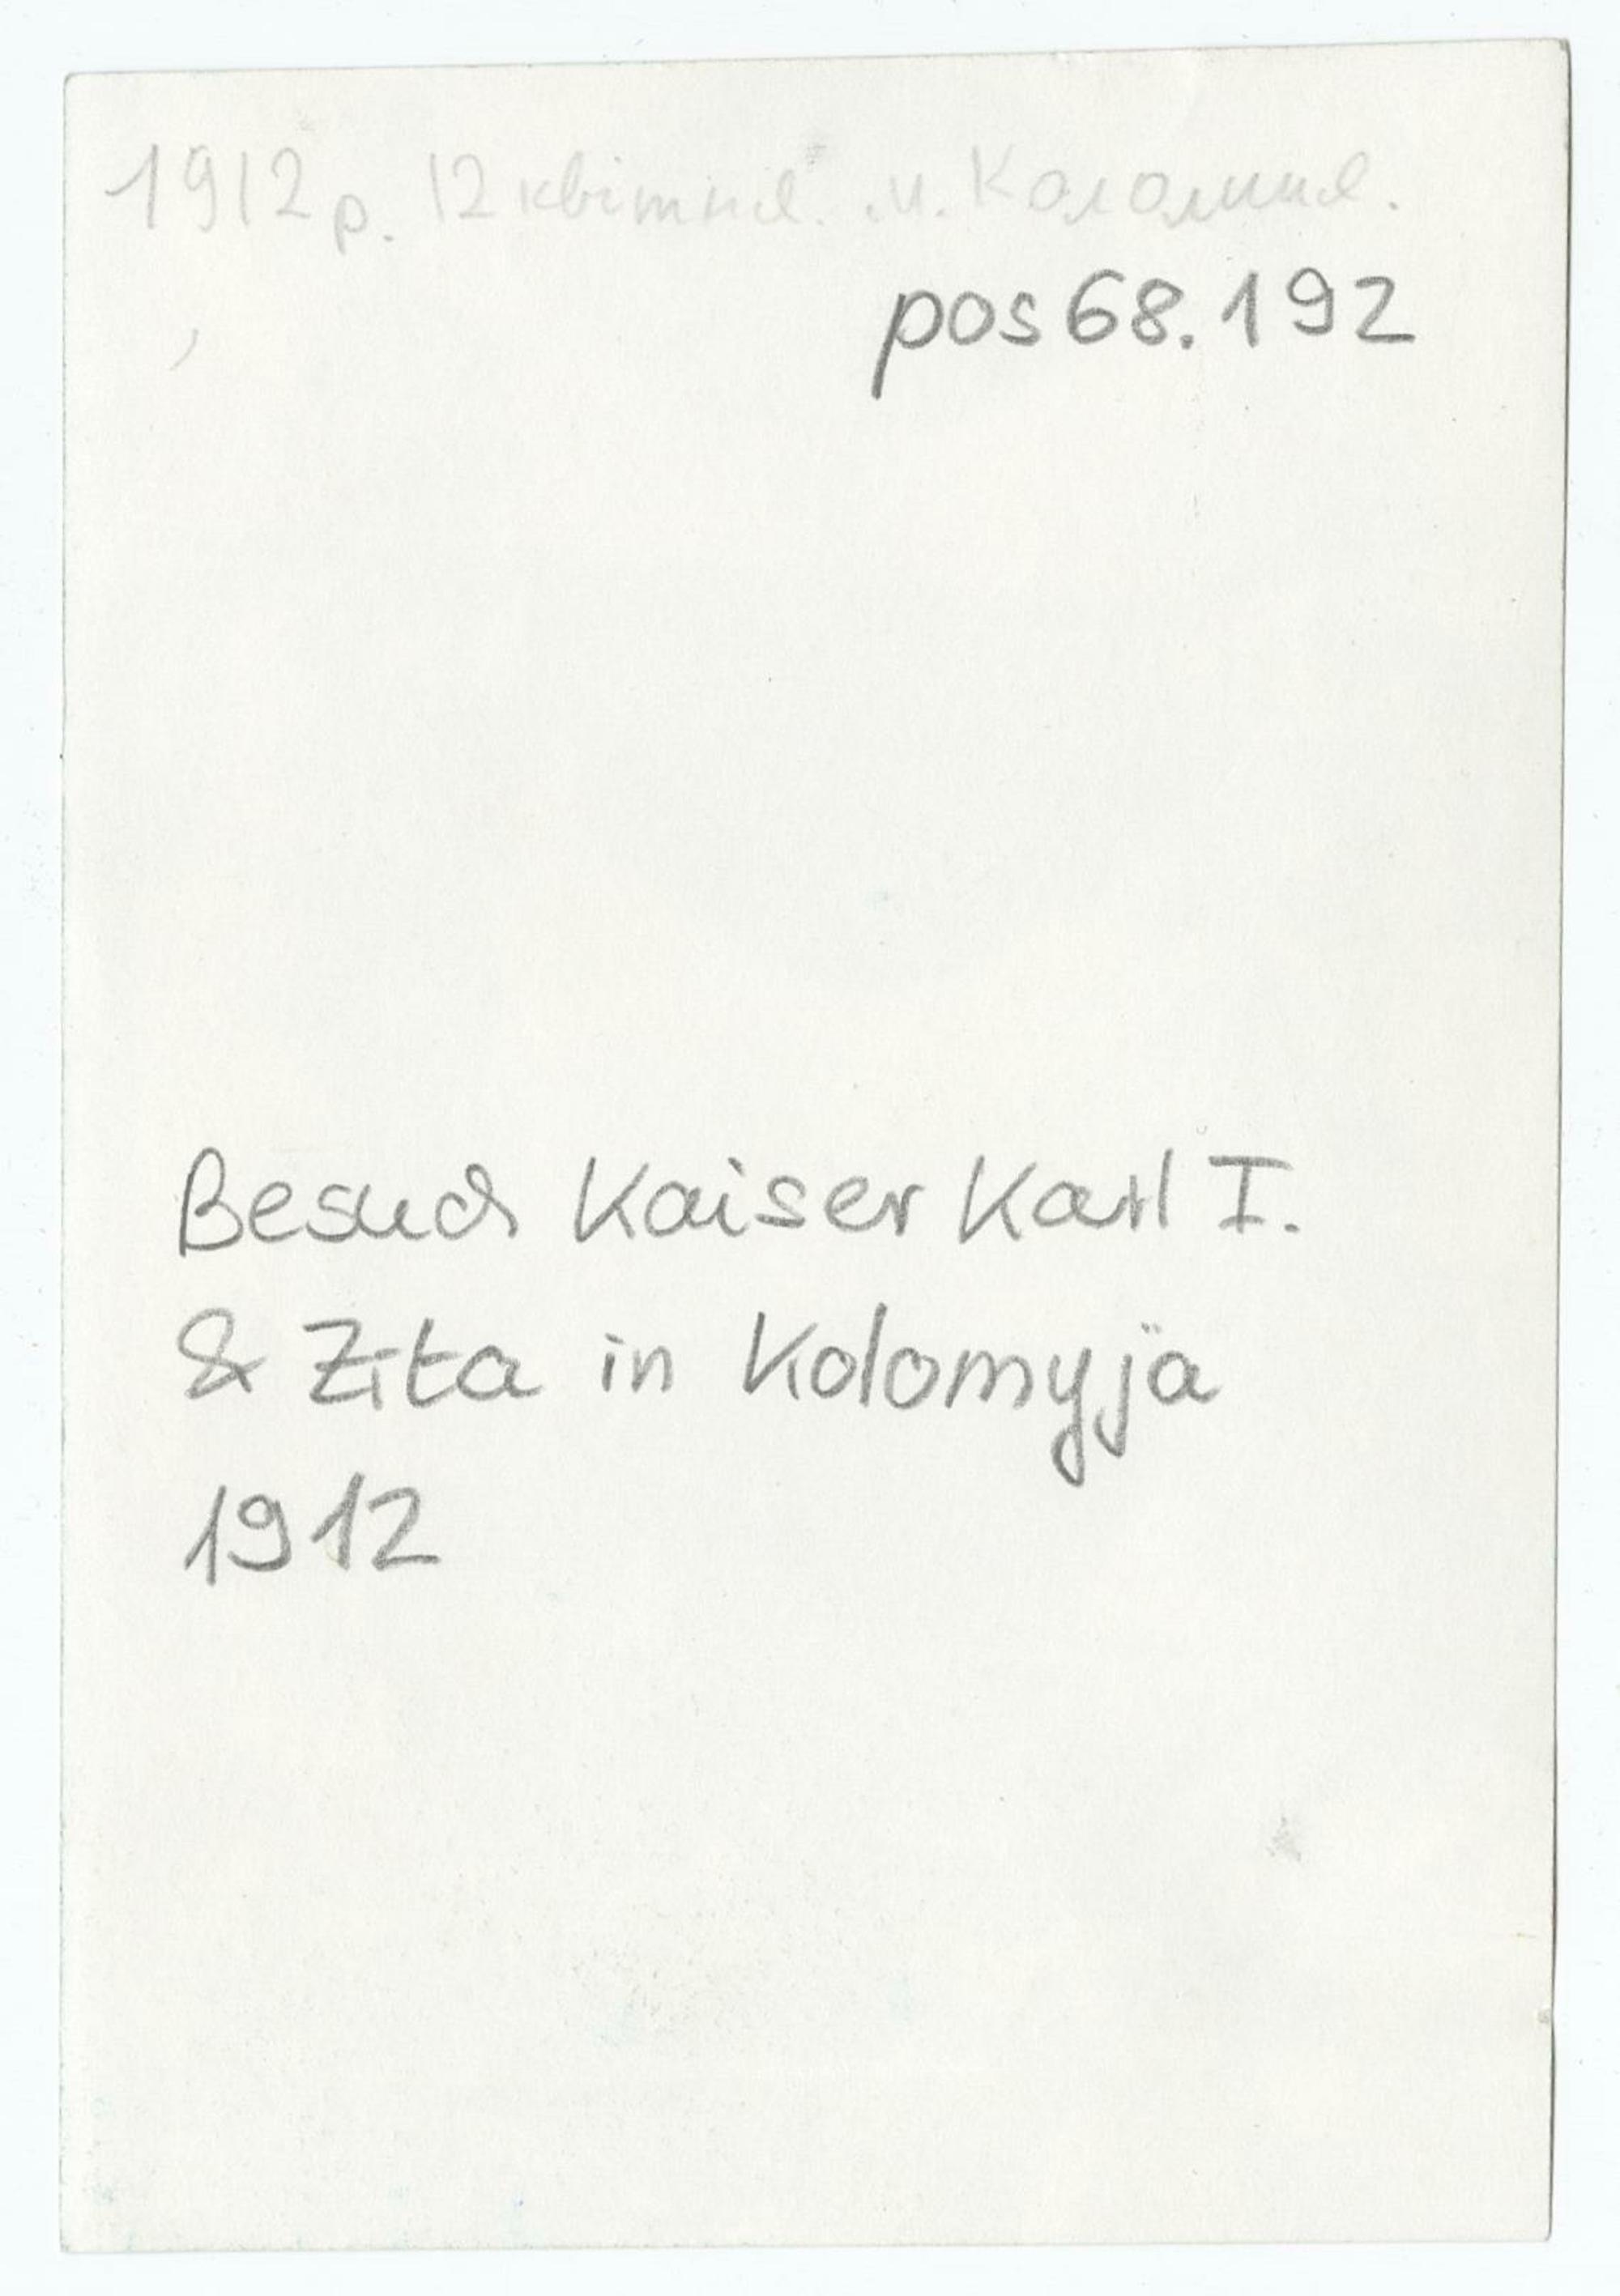 1912 р. 12 квітня. м. Коломия.
pos 68.192
Besuch Kaiser Karl I.
& Zita in Kolomyja
1912